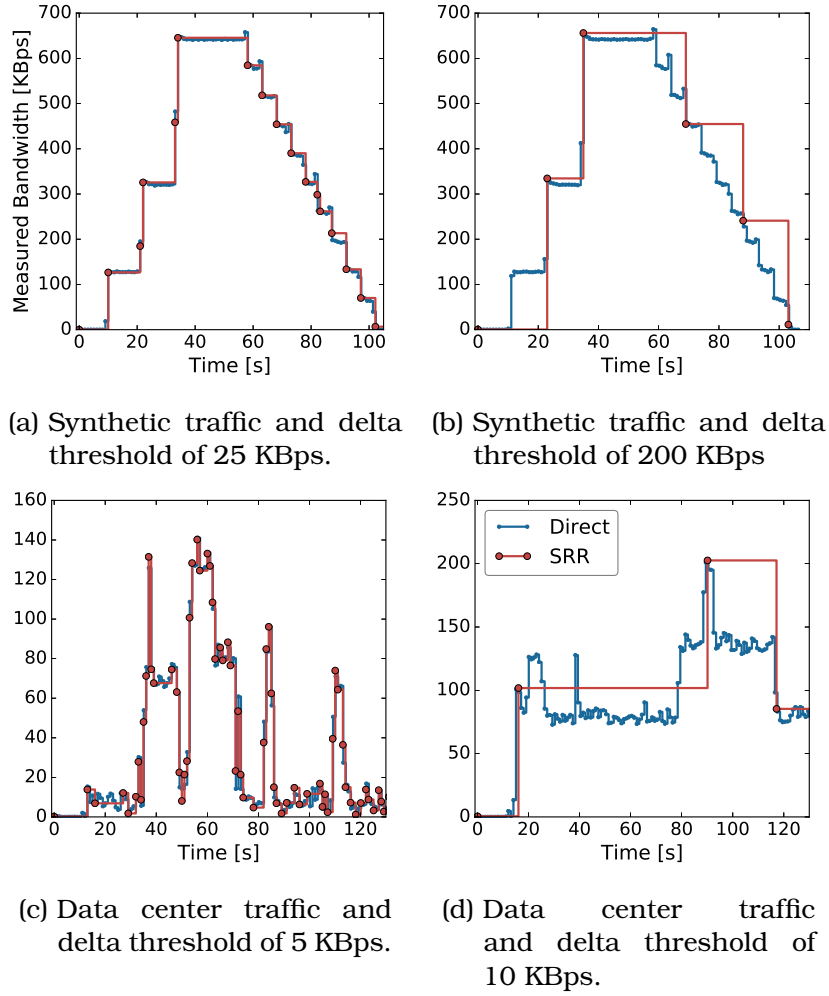 700
600
500
400
300
200
100
0
Measured Bandwidth [KBps]
0 20 40 60 80 100
Time [s]
700
600
500
400
300
200
100
0
0 20 40 60 80 100
Time [s]
(a) Synthetic traffic and delta
threshold of 25 KBps.
(b) Synthetic traffic and delta
threshold of 200 KBps
160
140
120
100
80
60
40
20
0
0 20 40 60 80 100 120
Time [s]
250
200
150
100
50
0
Direct
SRR
0 20 40 60 80 100 120
Time [s]
(c) Data center traffic and
delta threshold of 5 KBps.
(d) Data center traffic
and delta threshold of
10 KBps.